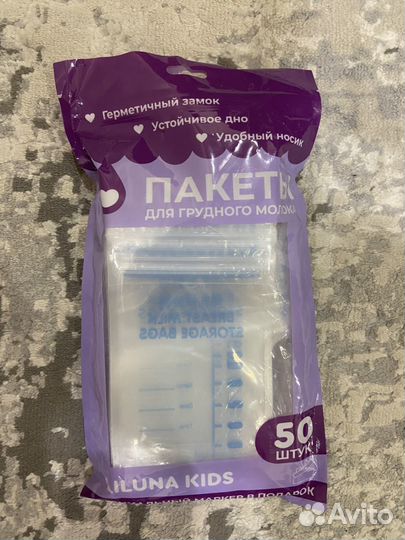 Герметичный замок
Устойчивое дно
Удобный носик
ПАКЕТЫ
ДЛЯ ГРУДНОГО МОЛОКА
BREAST MILK
STORAGE BAGS
50
ШТУК
ILUNA KIDS
МАРКЕР В ПОДАРОК
Avito